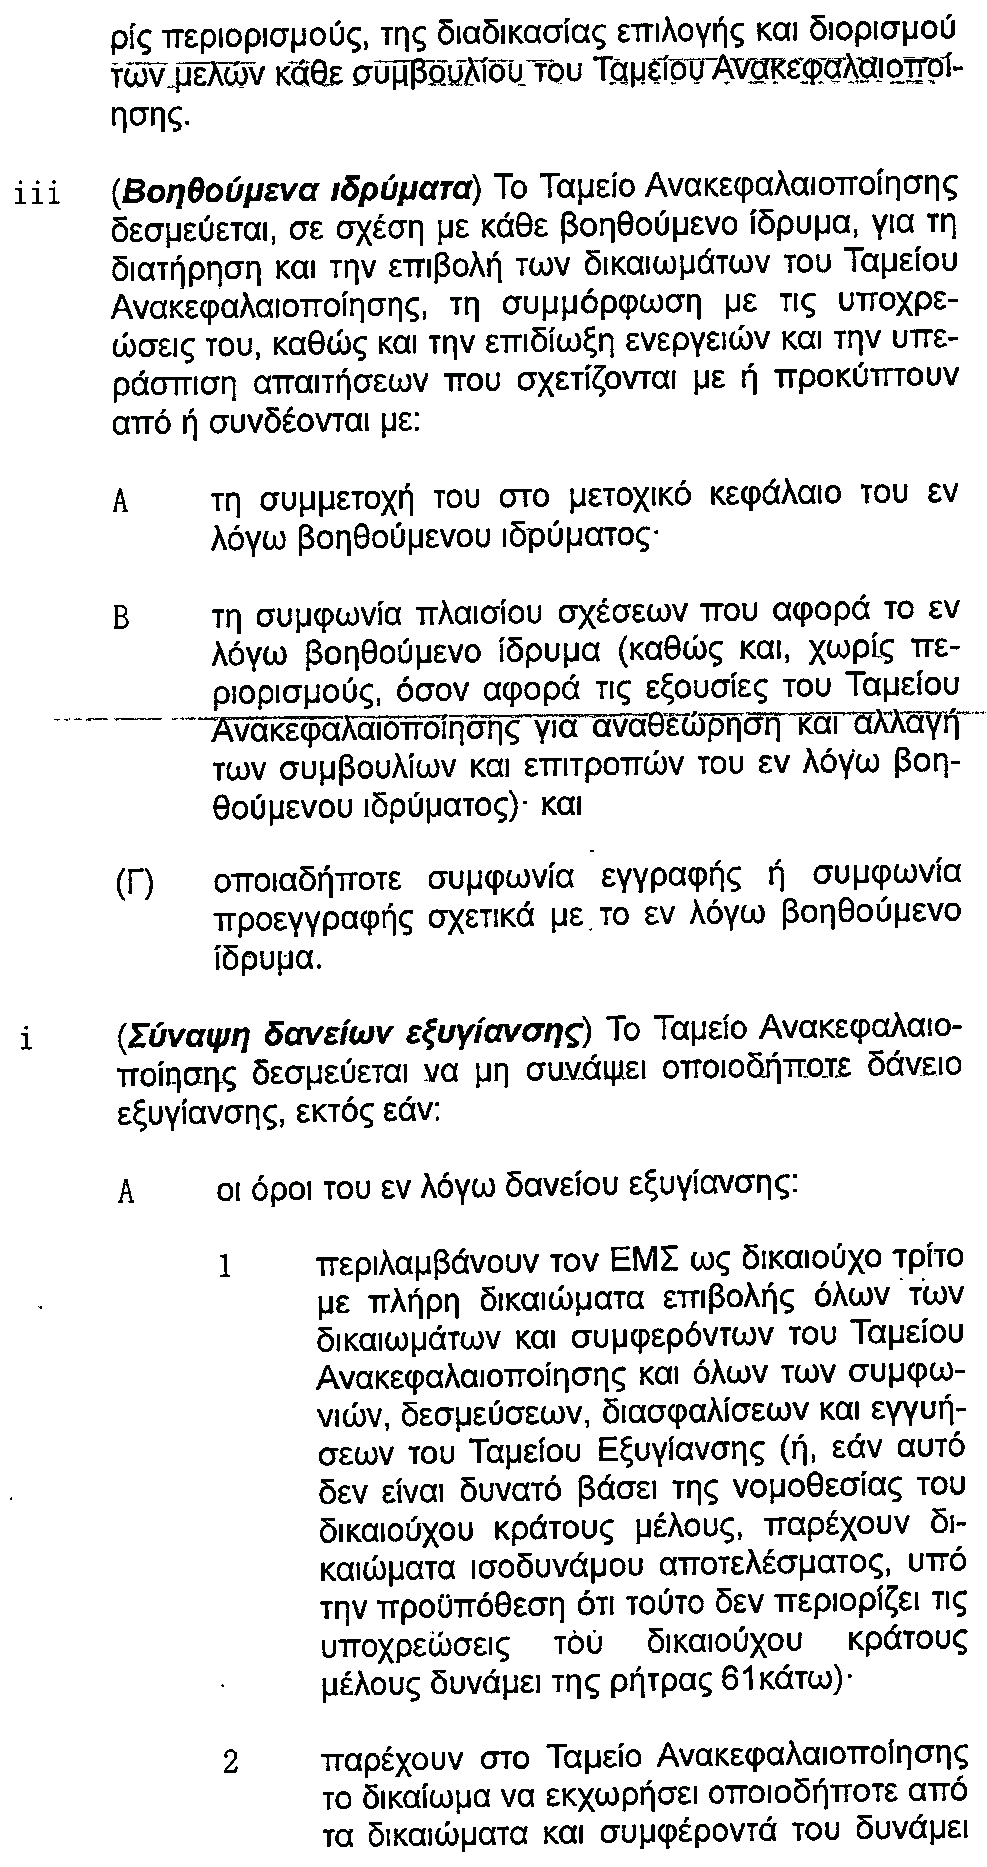 ρίς περιορισμούς, της διαδικασίας επιλογής και διορισμού
των μελών κάθε συμβουλίου του Ταμείου Ανακεφαλαιοποί-
ησης.
iii (Βοηθούμενα ιδρύματα) Το Ταμείο Ανακεφαλαιοποίησης
δεσμεύεται, σε σχέση με κάθε βοηθούμενο ίδρυμα, για τη
διατήρηση και την επιβολή των δικαιωμάτων του Ταμείου
Ανακεφαλαιοποίησης, τη συμμόρφωση με τις υποχρε-
ώσεις του, καθώς και την επιδίωξη ενεργειών και την υπε-
ράσπιση απαιτήσεων που σχετίζονται με ή προκύπτουν
από ή συνδέονται με:
A τη συμμετοχή του στο μετοχικό κεφάλαιο του εν
λόγω βοηθούμενου ιδρύματος·
B τη συμφωνία πλαισίου σχέσεων που αφορά το εν
λόγω βοηθούμενο ίδρυμα (καθώς και, χωρίς πε-
ριορισμούς, όσον αφορά τις εξουσίες του Ταμείου
Ανακεφαλαιοποίησης για αναθεώρηση και αλλαγή
των συμβουλίων και επιτροπών του εν λόγω βοη-
θούμενου ιδρύματος)· και
(Γ) οποιαδήποτε συμφωνία εγγραφής ή συμφωνία
προεγγραφής σχετικά με το εν λόγω βοηθούμενο
ίδρυμα.
i (Σύναψη δανείων εξυγίανσης) Το Ταμείο Ανακεφαλαιο-
ποίησης δεσμεύεται να μη συνάψει οποιοδήποτε δάνειο
εξυγίανσης, εκτός εάν:
A οι όροι του εν λόγω δανείου εξυγίανσης:
1 περιλαμβάνουν τον ΕΜΣ ως δικαιούχο τρίτο
με πλήρη δικαιώματα επιβολής όλων των
δικαιωμάτων και συμφερόντων του Ταμείου
Ανακεφαλαιοποίησης και όλων των συμφω-
νιών, δεσμεύσεων, διασφαλίσεων και εγγυή-
σεων του Ταμείου Εξυγίανσης (ή, εάν αυτό
δεν είναι δυνατό βάσει της νομοθεσίας του
δικαιούχου κράτους μέλους, παρέχουν δι-
καιώματα ισοδυνάμου αποτελέσματος, υπό
την προϋπόθεση ότι τούτο δεν περιορίζει τις
υποχρεώσεις του δικαιούχου κράτους
μέλους δυνάμει της ρήτρας 61κάτω)·
2 παρέχουν στο Ταμείο Ανακεφαλαιοποίησης
το δικαίωμα να εκχωρήσει οποιοδήποτε από
τα δικαιώματα και συμφέροντά του δυνάμει